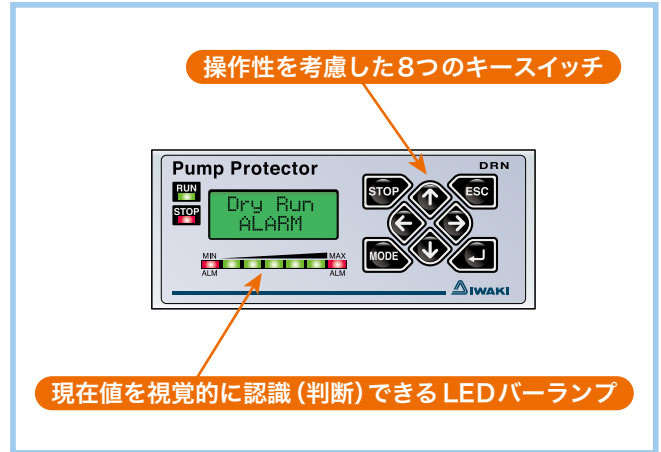 操作性を考慮した8つのキースイッチ
Pump Protector
DRN
RUN
STOP
Dry Run
ALARM
STOP
ESC
MODE
MIN
MAX
ALM
ALM
IWAKI
現在値を視覚的に認識(判断)できるLEDバーランプ